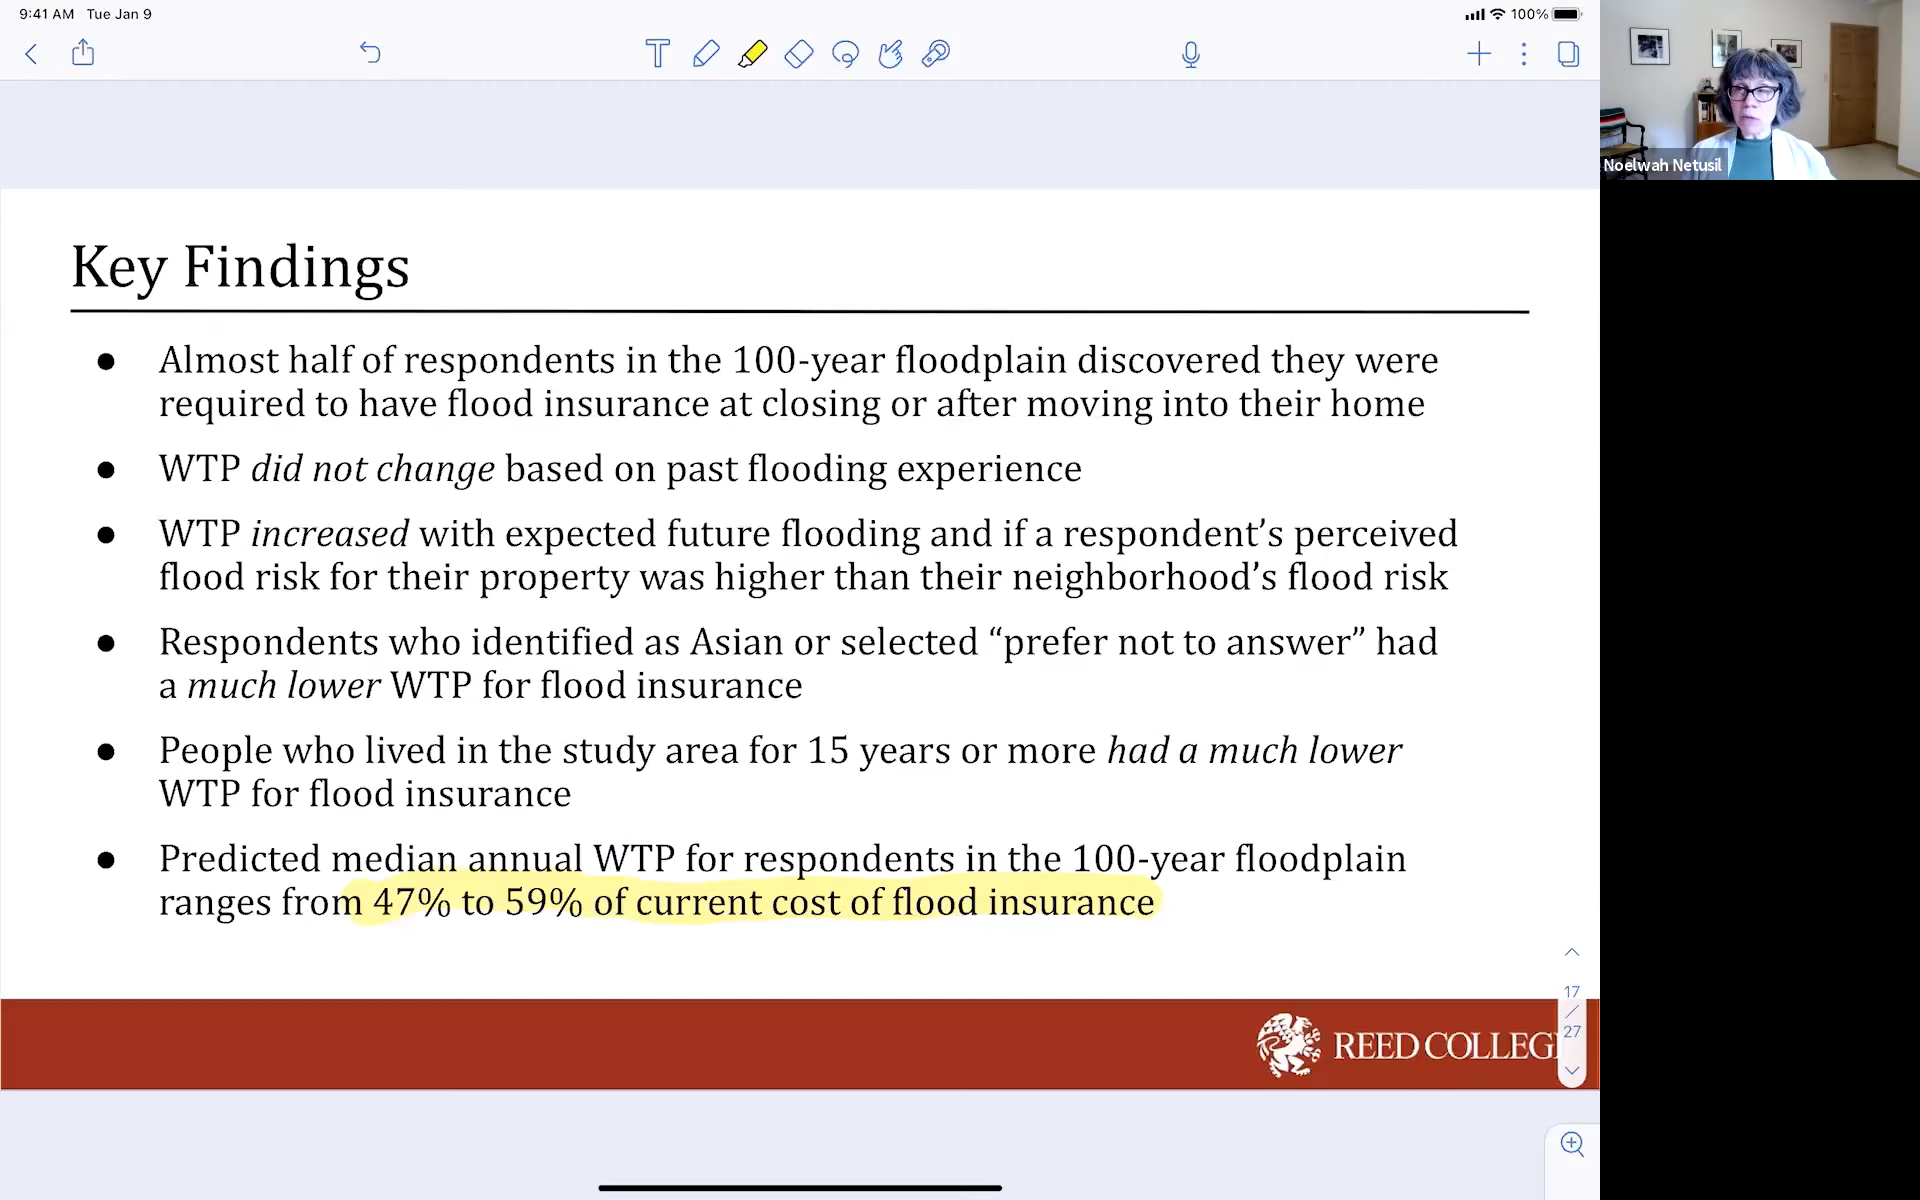 9:41 AM Tue Jan 9
100%
Noelwah Netusil
Key Findings
● Almost half of respondents in the 100-year floodplain discovered they were
required to have flood insurance at closing or after moving into their home
● WTP did not change based on past flooding experience
● WTP increased with expected future flooding and if a respondent’s perceived
flood risk for their property was higher than their neighborhood’s flood risk
● Respondents who identified as Asian or selected “prefer not to answer” had
a much lower WTP for flood insurance
● People who lived in the study area for 15 years or more had a much lower
WTP for flood insurance
● Predicted median annual WTP for respondents in the 100-year floodplain
ranges from 47% to 59% of current cost of flood insurance
17
/
27
REED COLLEG